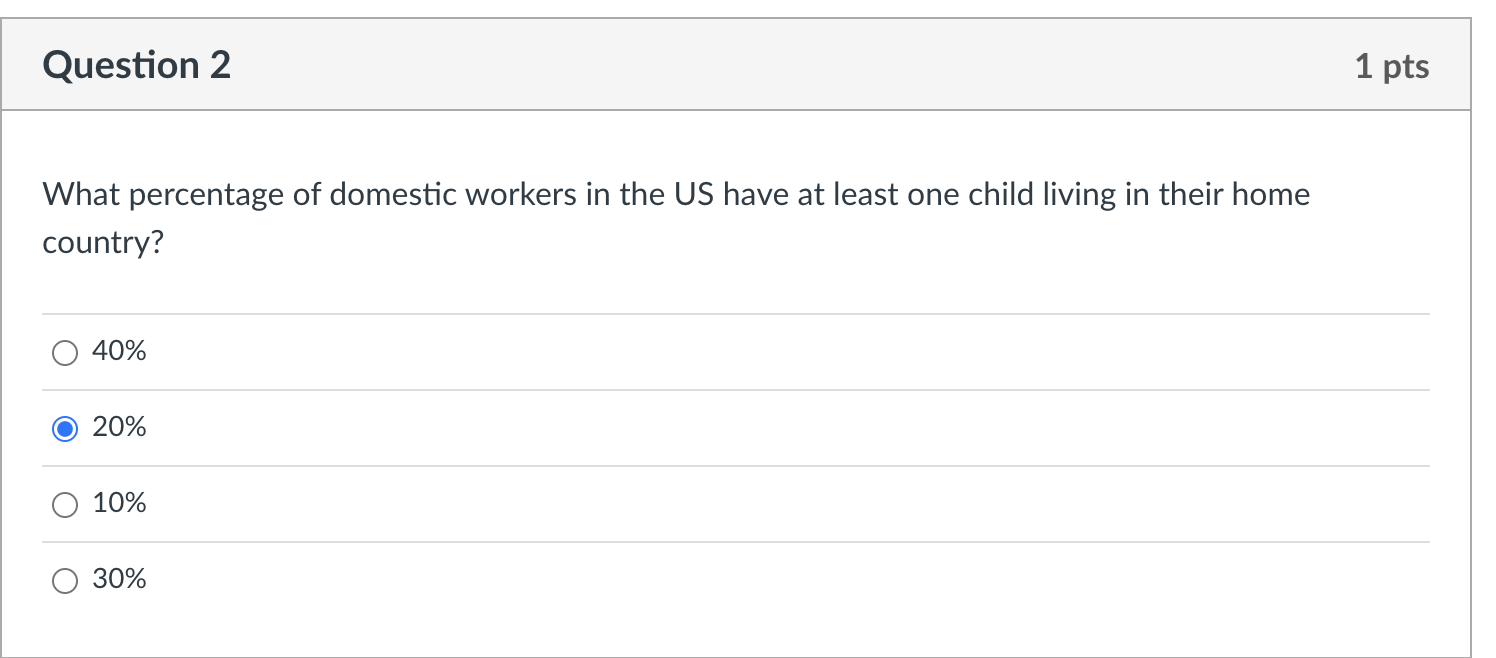 Question 2
1 pts
What percentage of domestic workers in the US have at least one child living in their home
country?
40%
20%
10%
30%